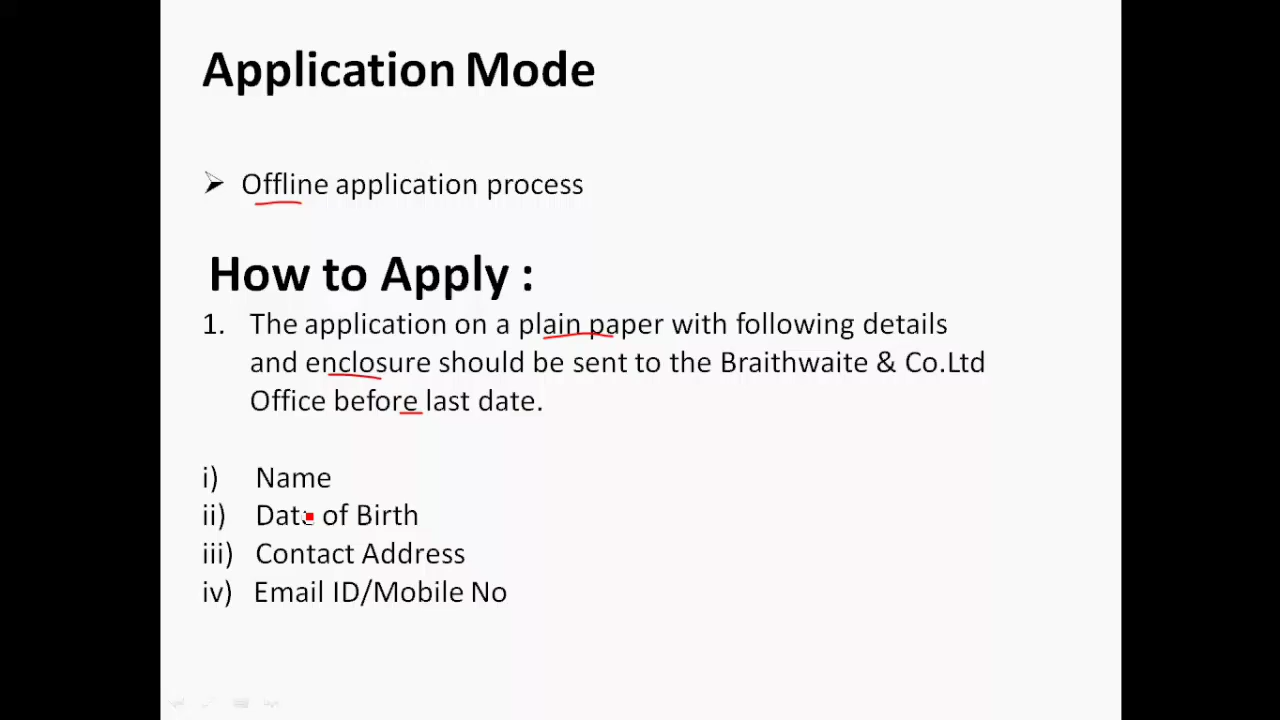 Application Mode
➢ Offline application process
How to Apply :
1. The application on a plain paper with following details
and enclosure should be sent to the Braithwaite & Co.Ltd
Office before last date.
i) Name
ii) Date of Birth
iii) Contact Address
iv) Email ID/Mobile No